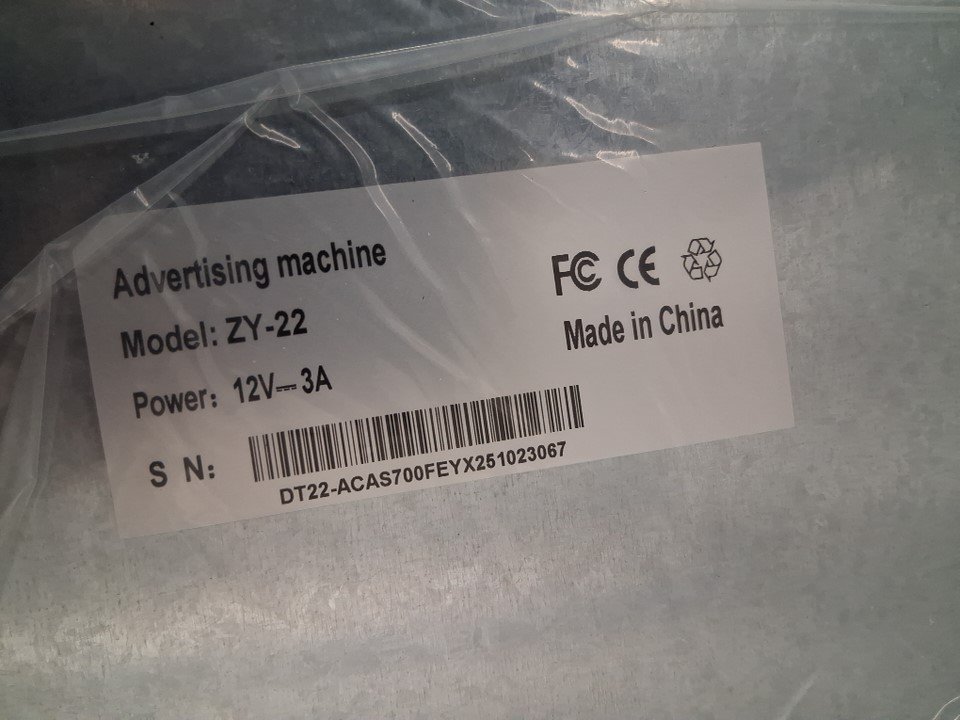 Advertising machine
Model: ZY-22
Power: 12V⎓3A
S N:
DT22-ACAS700FEYX251023067
FC CE
Made in China